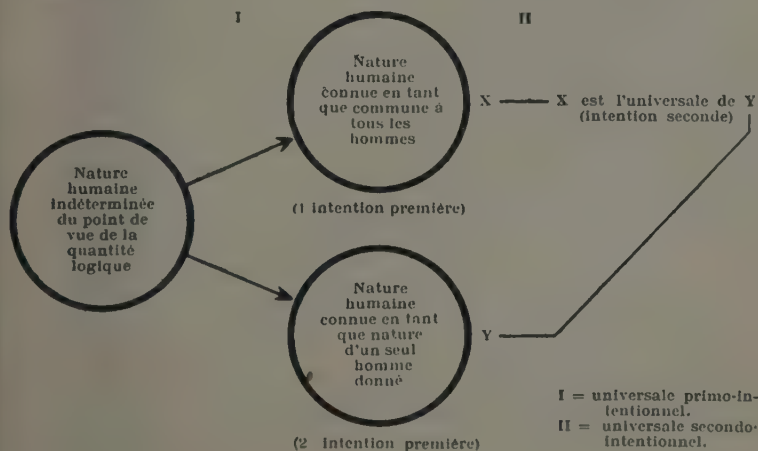 I
II
Nature
humaine
connue en tant
que commune à
tous les
hommes
X — X est l'universale de Y
(intention seconde)
(1 intention première)
Nature
humaine
indéterminée
du point de
vue de la
quantité
logique
Nature
humaine
connue en tant
que nature
d'un seul
homme
donné
Y
(2 intention première)
I = universale primo-in-
tentionnel.
II = universale secondo-
intentionnel.